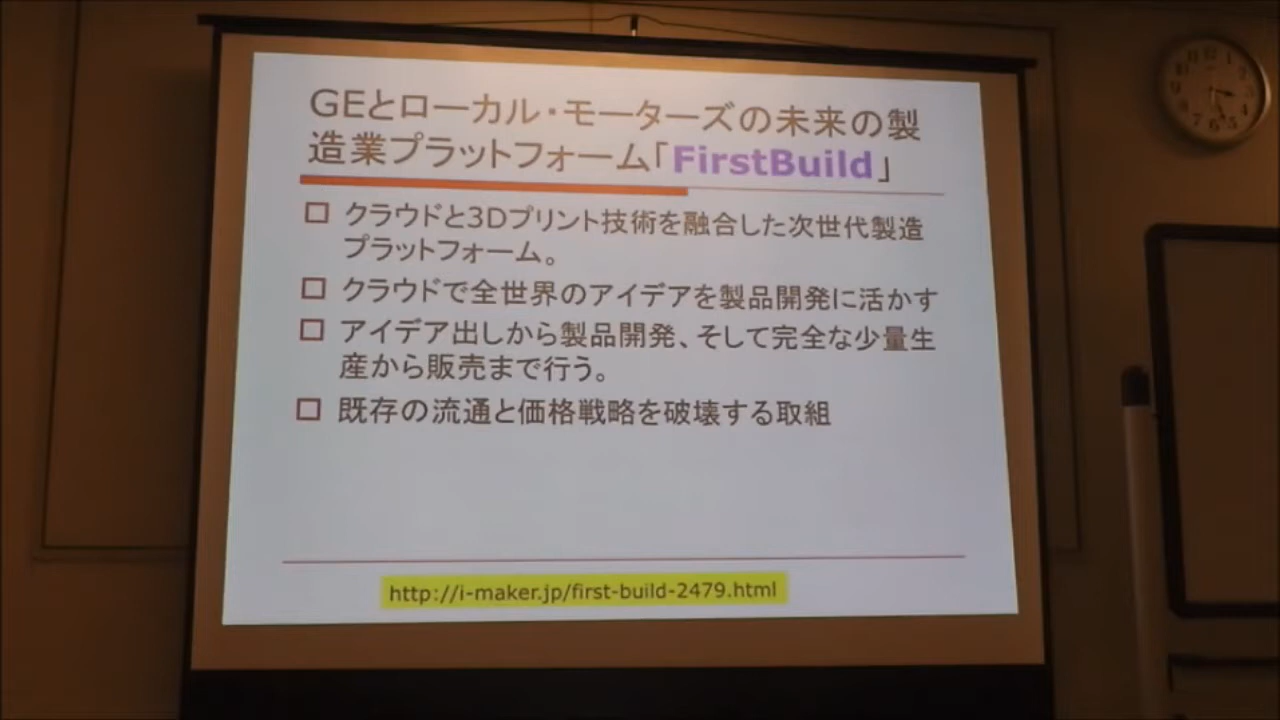 GEとローカル・モーターズの未来の製
造業プラットフォーム「FirstBuild」
クラウドと3Dプリント技術を融合した次世代製造
プラットフォーム。
クラウドで全世界のアイデアを製品開発に活かす
アイデア出しから製品開発、そして完全な少量生
産から販売まで行う。
既存の流通と価格戦略を破壊する取組
http://i-maker.jp/first-build-2479.html